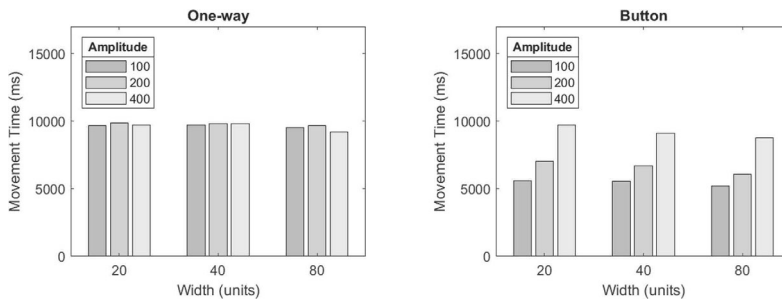 One-way
Amplitude
100
200
400
15000
10000
5000
0
Movement Time (ms)
20 40 80
Width (units)
Button
Amplitude
100
200
400
15000
10000
5000
0
Movement Time (ms)
20 40 80
Width (units)